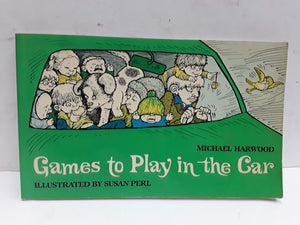 MICHAEL HARWOOD
Games to Play in the Car
ILLUSTRATED BY SUSAN PERL